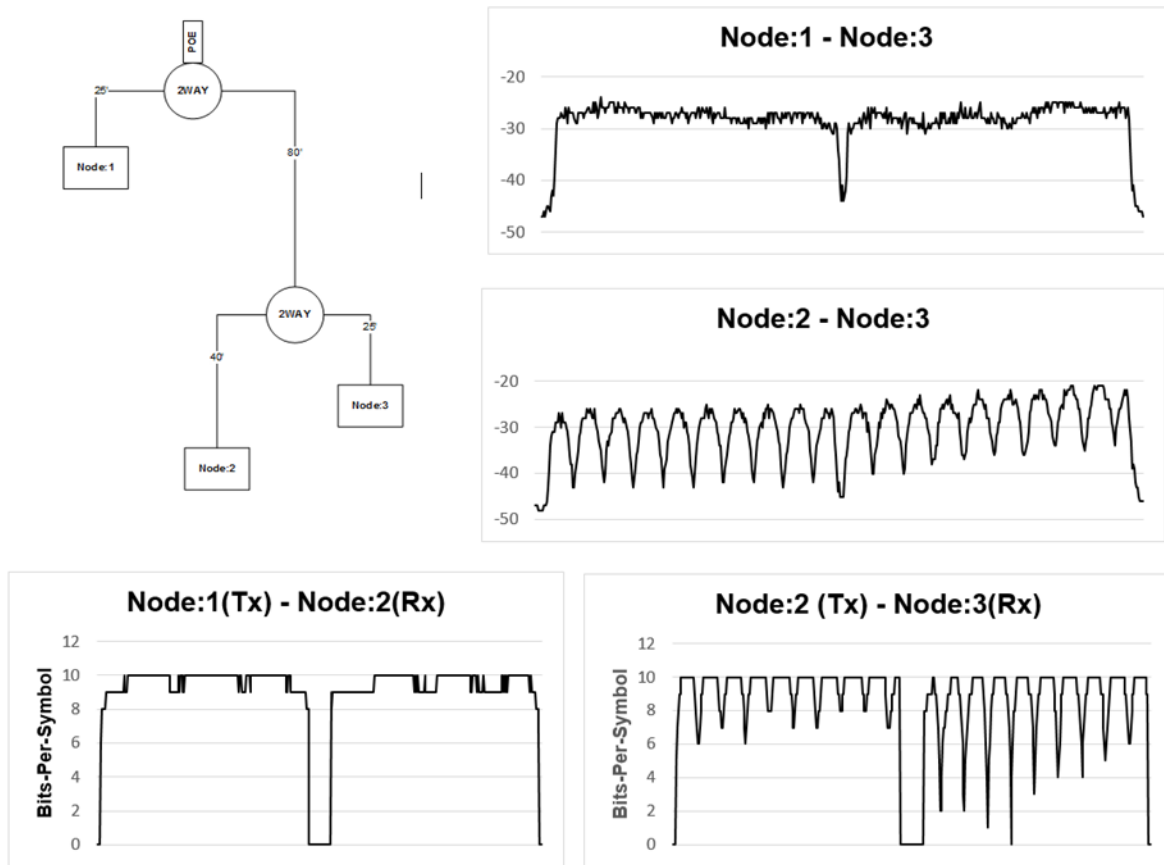 POE
2WAY
25'
80'
Node:1
2WAY
40'
25'
Node:3
Node:2
Node:1 - Node:3
-20
-30
-40
-50
Node:2 - Node:3
-20
-30
-40
-50
Node:1(Tx) - Node:2(Rx)
Bits-Per-Symbol
12
10
8
6
4
2
0
Node:2 (Tx) - Node:3(Rx)
Bits-Per-Symbol
12
10
8
6
4
2
0